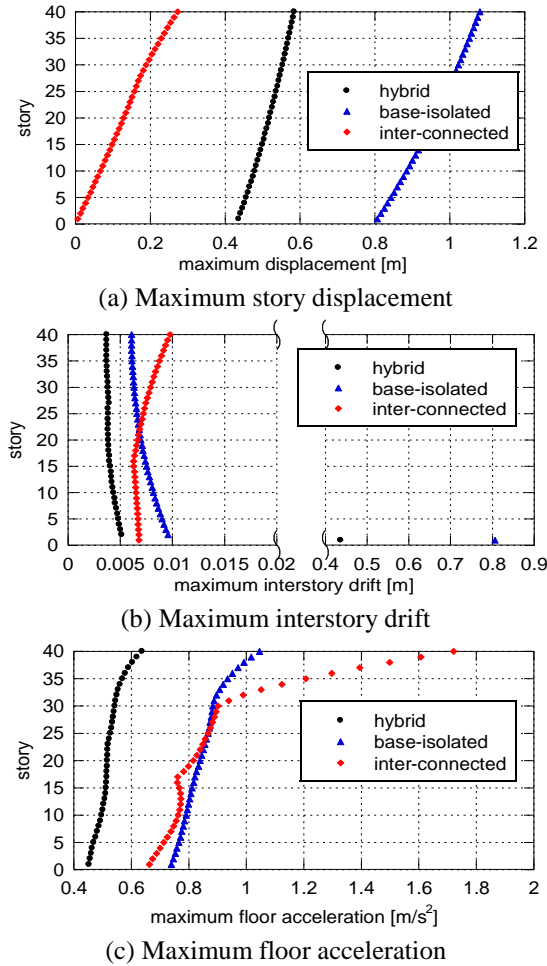 40
35
30
25
20
15
10
5
0
story
hybrid
base-isolated
inter-connected
0 0.2 0.4 0.6 0.8 1 1.2
maximum displacement [m]
(a) Maximum story displacement
40
35
30
25
20
15
10
5
0
story
hybrid
base-isolated
inter-connected
0 0.005 0.01 0.015 0.02 0.4 0.5 0.6 0.7 0.8 0.9
maximum interstory drift [m]
(b) Maximum interstory drift
40
35
30
25
20
15
10
5
0
story
hybrid
base-isolated
inter-connected
0.4 0.6 0.8 1 1.2 1.4 1.6 1.8 2
maximum floor acceleration [m/s²]
(c) Maximum floor acceleration